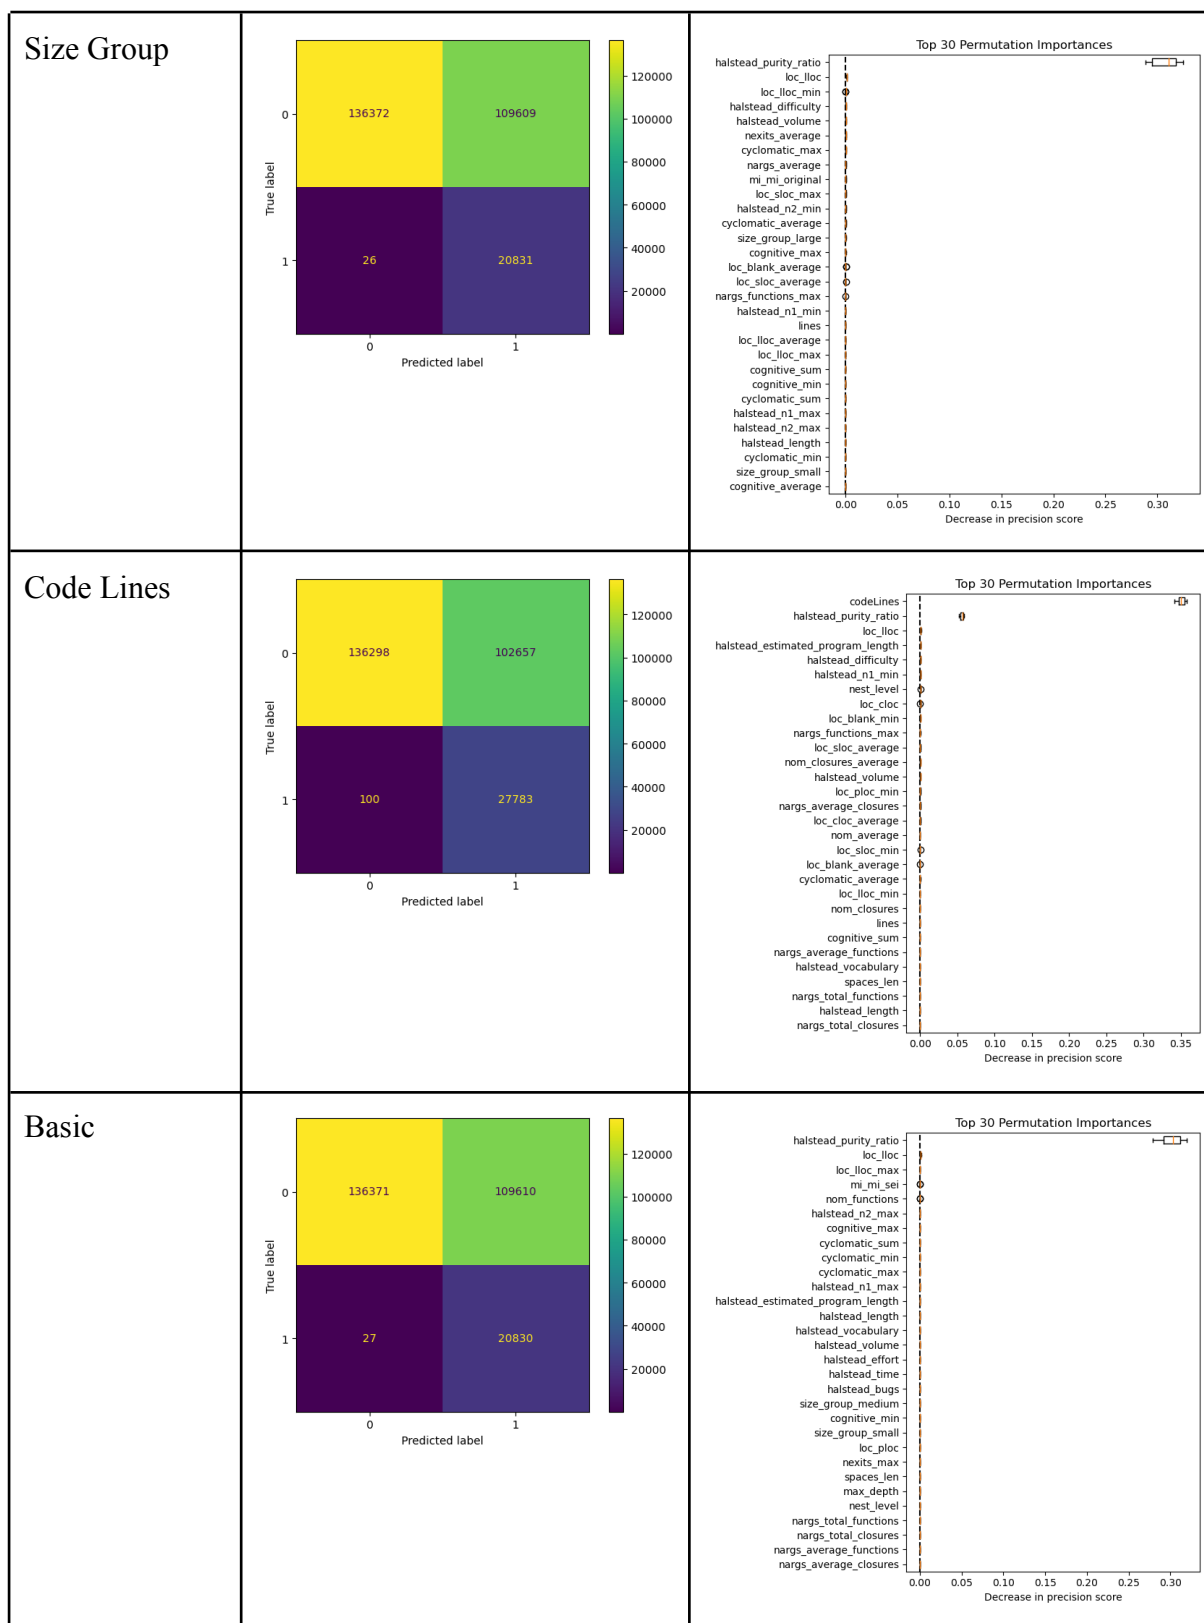 Size Group
136372
109609
26
20831
0
1
True label
0
1
Predicted label
120000
100000
80000
60000
40000
20000
Top 30 Permutation Importances
halstead_purity_ratio
loc_lloc
loc_lloc_min
halstead_difficulty
halstead_volume
nexits_average
cyclomatic_max
nargs_average
mi_mi_original
loc_sloc_max
halstead_n2_min
cyclomatic_average
size_group_large
cognitive_max
loc_blank_average
loc_sloc_average
nargs_functions_max
halstead_n1_min
lines
loc_lloc_average
loc_lloc_max
cognitive_sum
cognitive_min
cyclomatic_sum
halstead_n1_max
halstead_n2_max
halstead_length
cyclomatic_min
size_group_small
cognitive_average
0.00 0.05 0.10 0.15 0.20 0.25 0.30
Decrease in precision score
Code Lines
136298
102657
100
27783
0
1
True label
0
1
Predicted label
120000
100000
80000
60000
40000
20000
Top 30 Permutation Importances
codeLines
halstead_purity_ratio
loc_lloc
halstead_estimated_program_length
halstead_difficulty
halstead_n1_min
nest_level
loc_cloc
loc_blank_min
nargs_functions_max
loc_sloc_average
nom_closures_average
halstead_volume
loc_ploc_min
nargs_average_closures
loc_cloc_average
nom_average
loc_sloc_min
loc_blank_average
cyclomatic_average
loc_lloc_min
nom_closures
lines
cognitive_sum
nargs_average_functions
halstead_vocabulary
spaces_len
nargs_total_functions
halstead_length
nargs_total_closures
0.00 0.05 0.10 0.15 0.20 0.25 0.30 0.35
Decrease in precision score
Basic
136371
109610
27
20830
0
1
True label
0
1
Predicted label
120000
100000
80000
60000
40000
20000
Top 30 Permutation Importances
halstead_purity_ratio
loc_lloc
loc_lloc_max
mi_mi_sei
nom_functions
halstead_n2_max
cognitive_max
cyclomatic_sum
cyclomatic_min
cyclomatic_max
halstead_n1_max
halstead_estimated_program_length
halstead_length
halstead_vocabulary
halstead_volume
halstead_effort
halstead_time
halstead_bugs
size_group_medium
cognitive_min
size_group_small
loc_ploc
nexits_max
spaces_len
max_depth
nest_level
nargs_total_functions
nargs_total_closures
nargs_average_functions
nargs_average_closures
0.00 0.05 0.10 0.15 0.20 0.25 0.30
Decrease in precision score